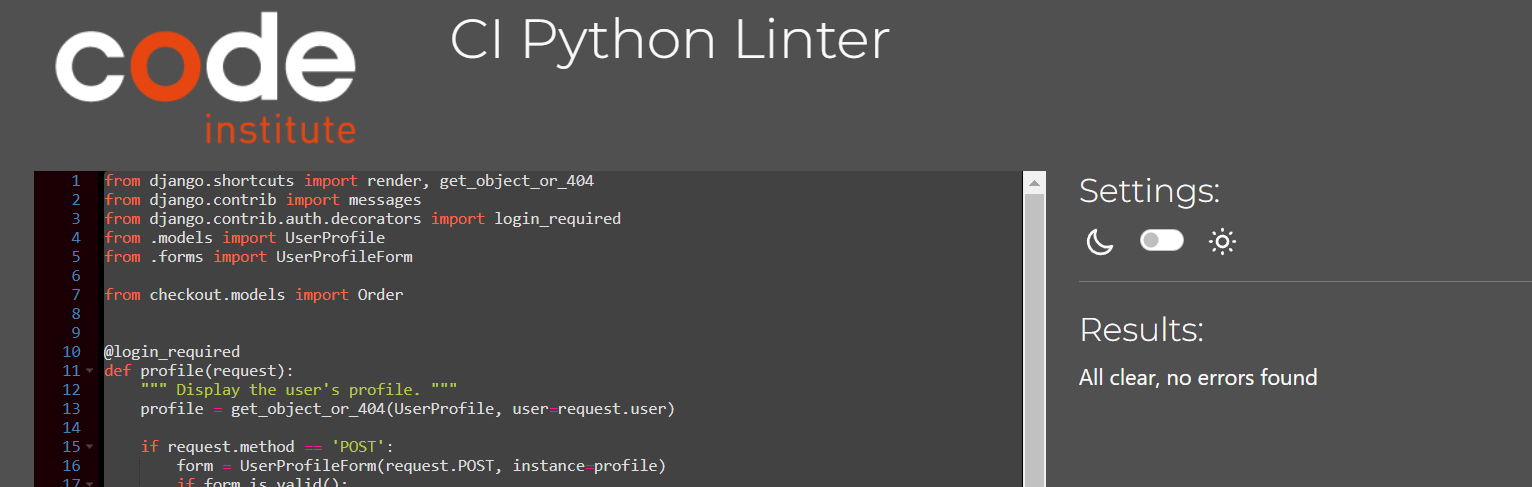 code
institute
CI Python Linter
1 from django.shortcuts import render, get_object_or_404
2 from django.contrib import messages
3 from django.contrib.auth.decorators import login_required
4 from .models import UserProfile
5 from .forms import UserProfileForm
6
7 from checkout.models import Order
8
9
10 @login_required
11 def profile(request):
12     """ Display the user's profile. """
13     profile = get_object_or_404(UserProfile, user=request.user)
14
15     if request.method == 'POST':
16         form = UserProfileForm(request.POST, instance=profile)
17         if form.is_valid():
Settings:
Results:
All clear, no errors found